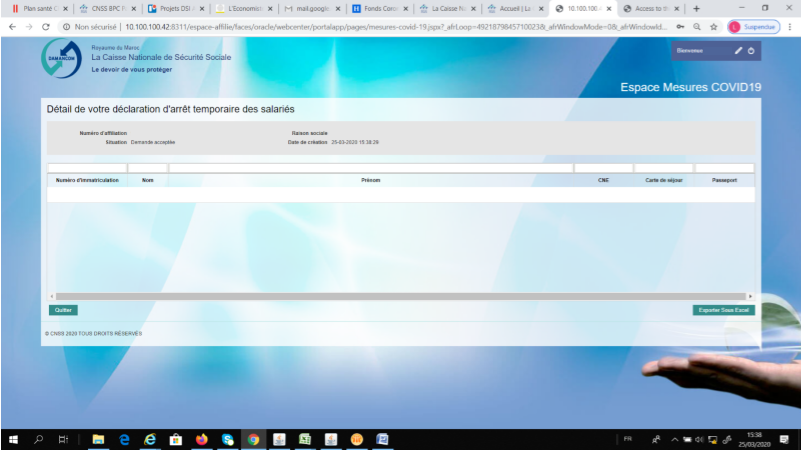 Plan santé C
CNSS BPC P
Projets DSI
L'Economiste
mail.google
Fonds Coro
La Caisse N
Accueil | La
10.100.100
Access to th
Non sécurisé | 10.100.100.42:8311/espace-affilie/faces/oracle/webcenter/portalapp/pages/mesures-covid-19.jspx?_afrLoop=49218798457100238&_afrWindowMode=0&_afrWindowId...
Suspendue
DAMANCOM
Royaume du Maroc
La Caisse Nationale de Sécurité Sociale
Le devoir de vous protéger
Bienvenue
Espace Mesures COVID19
Détail de votre déclaration d'arrêt temporaire des salariés
Numéro d'affiliation Raison sociale
Situation Demande acceptée Date de création 25-03-2020 15:38:29
Numéro d'immatriculation Nom Prénom CNE Carte de séjour Passeport
Quitter Exporter Sous Excel
© CNSS 2020 TOUS DROITS RÉSERVÉS
FR
15:38
25/03/2020